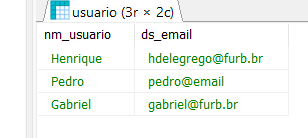 usuario (3r × 2c)
nm_usuario ds_email
Henrique hdelegrego@furb.br
Pedro pedro@email
Gabriel gabriel@furb.br